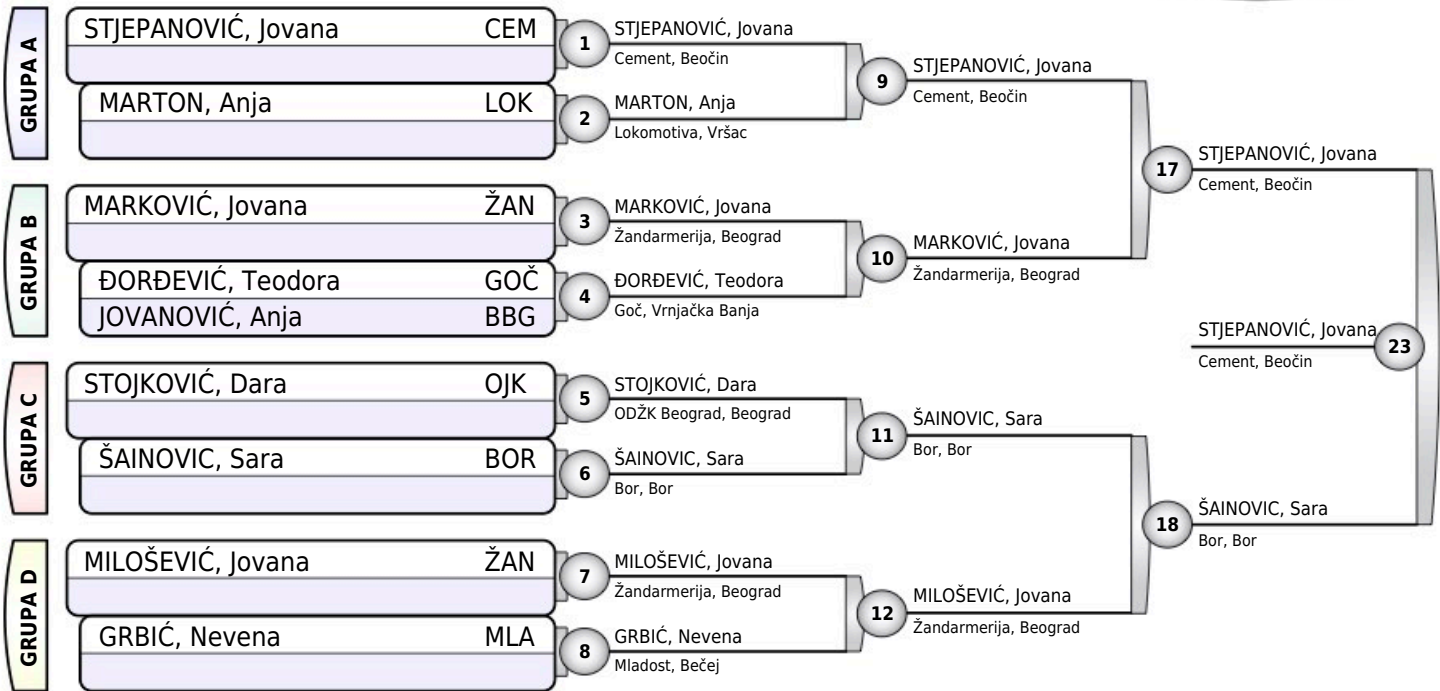 GRUPA A
STJEPANOVIĆ, Jovana CEM
MARTON, Anja LOK
1
STJEPANOVIĆ, Jovana
Cement, Beočin
2
MARTON, Anja
Lokomotiva, Vršac
9
STJEPANOVIĆ, Jovana
Cement, Beočin
GRUPA B
MARKOVIĆ, Jovana ŽAN
ĐORĐEVIĆ, Teodora GOČ
JOVANOVIĆ, Anja BBG
3
MARKOVIĆ, Jovana
Žandarmerija, Beograd
4
ĐORĐEVIĆ, Teodora
Goč, Vrnjačka Banja
10
MARKOVIĆ, Jovana
Žandarmerija, Beograd
17
STJEPANOVIĆ, Jovana
Cement, Beočin
GRUPA C
STOJKOVIĆ, Dara OJK
ŠAINOVIC, Sara BOR
5
STOJKOVIĆ, Dara
ODŽK Beograd, Beograd
6
ŠAINOVIC, Sara
Bor, Bor
11
ŠAINOVIC, Sara
Bor, Bor
GRUPA D
MILOŠEVIĆ, Jovana ŽAN
GRBIĆ, Nevena MLA
7
MILOŠEVIĆ, Jovana
Žandarmerija, Beograd
8
GRBIĆ, Nevena
Mladost, Bečej
12
MILOŠEVIĆ, Jovana
Žandarmerija, Beograd
18
ŠAINOVIC, Sara
Bor, Bor
STJEPANOVIĆ, Jovana
Cement, Beočin
23